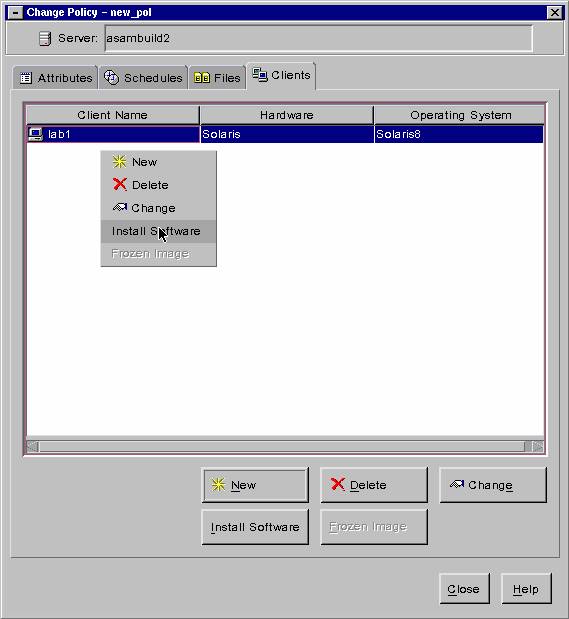 Change Policy - new_pol
Server: asambuild2
Attributes Schedules Files Clients
Client Name Hardware Operating System
lab1 Solaris Solaris8
New
Delete
Change
Install Software
Frozen Image
New Delete Change
Install Software Frozen Image
Close Help